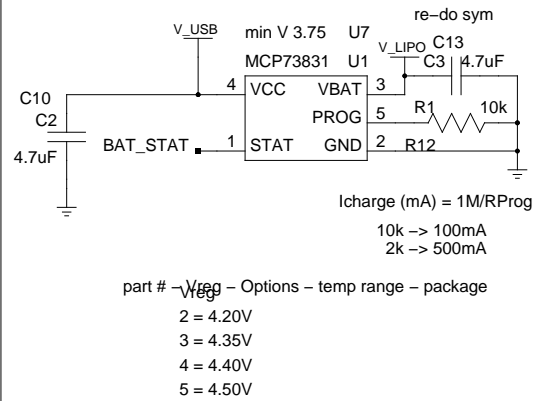 re−do sym
V_USB min V 3.75 U7
V_LIPO C13
MCP73831 U1 C3 4.7uF
4 VCC VBAT 3
C10
PROG 5 R1 10k
C2
BAT_STAT 1 STAT GND 2 R12
4.7uF
Icharge (mA) = 1M/RProg
10k −> 100mA
2k −> 500mA
part # − Vreg − Options − temp range − package
Vreg
2 = 4.20V
3 = 4.35V
4 = 4.40V
5 = 4.50V